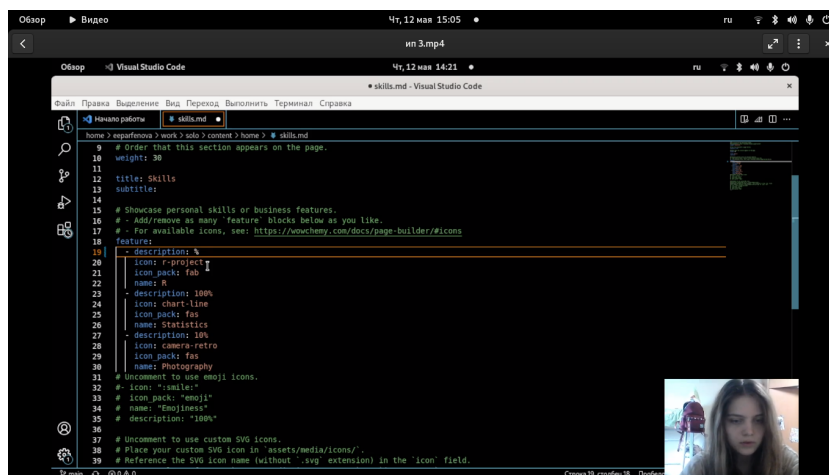 Обзор Видео Чт, 12 мая 15:05 ru
ип 3.mp4
Обзор Visual Studio Code Чт, 12 мая 14:21 ru
skills.md - Visual Studio Code
Файл Правка Выделение Вид Переход Выполнить Терминал Справка
Начало работы skills.md
home > eeparfenova > work > solo > content > home > skills.md
9 # Order that this section appears on the page.
10 weight: 30
11
12 title: Skills
13 subtitle:
14
15 # Showcase personal skills or business features.
16 # - Add/remove as many `feature` blocks below as you like.
17 # - For available icons, see: https://wowchemy.com/docs/page-builder/#icons
18 feature:
19 - description: %
20 icon: r-project
21 icon_pack: fab
22 name: R
23 - description: 100%
24 icon: chart-line
25 icon_pack: fas
26 name: Statistics
27 - description: 10%
28 icon: camera-retro
29 icon_pack: fas
30 name: Photography
31 # Uncomment to use emoji icons.
32 #- icon: ":smile:"
33 # icon_pack: "emoji"
34 # name: "Emojiness"
35 # description: "100%"
36
37 # Uncomment to use custom SVG icons.
38 # Place your custom SVG icon in `assets/media/icons/`.
39 # Reference the SVG icon name (without `.svg` extension) in the `icon` field.
main 0 0 Строка 19, столбец 18